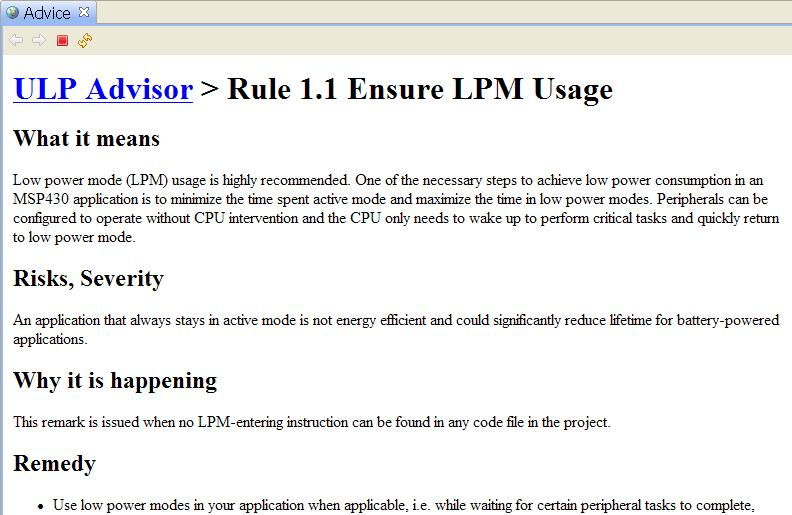 Advice
ULP Advisor > Rule 1.1 Ensure LPM Usage
What it means
Low power mode (LPM) usage is highly recommended. One of the necessary steps to achieve low power consumption in an
MSP430 application is to minimize the time spent active mode and maximize the time in low power modes. Peripherals can be
configured to operate without CPU intervention and the CPU only needs to wake up to perform critical tasks and quickly return
to low power mode.
Risks, Severity
An application that always stays in active mode is not energy efficient and could significantly reduce lifetime for battery-powered
applications.
Why it is happening
This remark is issued when no LPM-entering instruction can be found in any code file in the project.
Remedy
• Use low power modes in your application when applicable, i.e. while waiting for certain peripheral tasks to complete,